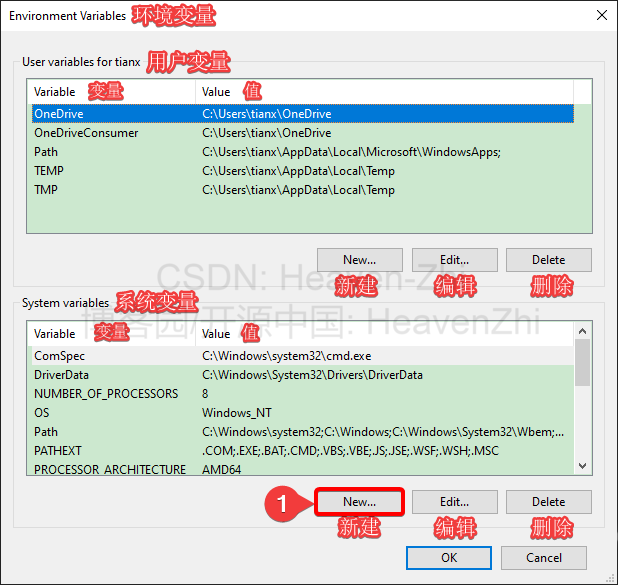 Environment Variables 环境变量
User variables for tianx 用户变量
Variable 变量 Value 值
OneDrive C:\Users\tianx\OneDrive
OneDriveConsumer C:\Users\tianx\OneDrive
Path C:\Users\tianx\AppData\Local\Microsoft\WindowsApps;
TEMP C:\Users\tianx\AppData\Local\Temp
TMP C:\Users\tianx\AppData\Local\Temp
New... Edit... Delete
CSDN: Heaven-Zhi
新建 编辑 删除
System variables 系统变量
博客园/开源中国: HeavenZhi
Variable 变量 Value 值
ComSpec C:\Windows\system32\cmd.exe
DriverData C:\Windows\System32\Drivers\DriverData
NUMBER_OF_PROCESSORS 8
OS Windows_NT
Path C:\Windows\system32;C:\Windows;C:\Windows\System32\Wbem;...
PATHEXT .COM;.EXE;.BAT;.CMD;.VBS;.VBE;.JS;.JSE;.WSF;.WSH;.MSC
PROCESSOR_ARCHITECTURE AMD64
1 New... Edit... Delete
新建 编辑 删除
OK Cancel